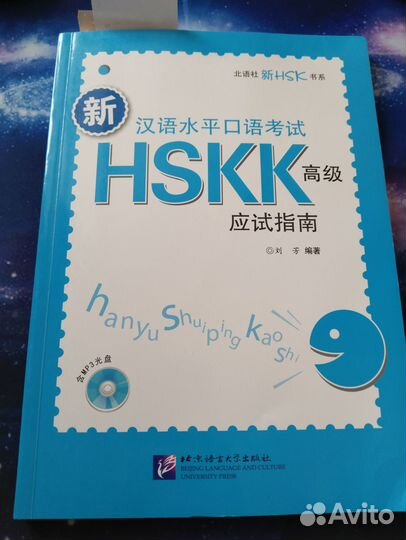 北语社 新HSK 书系
新
汉语水平口语考试
HSKK 高级
应试指南
◎刘 芳 编著
hanyu Shuiping kaoshi
含MP3光盘
北京语言大学出版社
BEIJING LANGUAGE AND CULTURE
UNIVERSITY PRESS
Avito